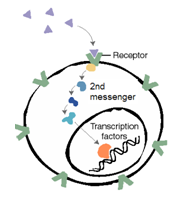 Receptor
2nd
messenger
Transcription
factors